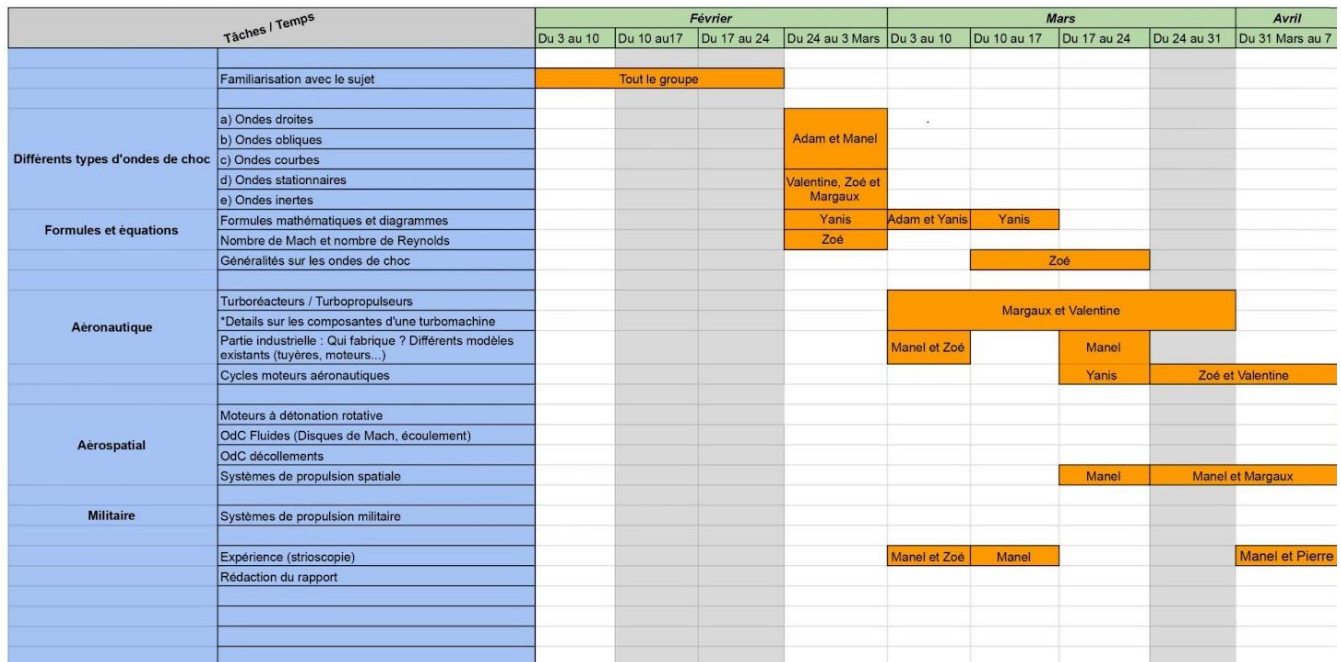 Tâches / Temps
Février
Mars
Avril
Du 3 au 10
Du 10 au17
Du 17 au 24
Du 24 au 3 Mars
Du 3 au 10
Du 10 au 17
Du 17 au 24
Du 24 au 31
Du 31 Mars au 7
Familiarisation avec le sujet
Tout le groupe
Différents types d'ondes de choc
a) Ondes droites
b) Ondes obliques
c) Ondes courbes
d) Ondes stationnaires
e) Ondes inertes
Adam et Manel
Valentine, Zoé et
Margaux
Formules et équations
Formules mathématiques et diagrammes
Yanis
Adam et Yanis
Yanis
Nombre de Mach et nombre de Reynolds
Zoé
Généralités sur les ondes de choc
Zoé
Aéronautique
Turboréacteurs / Turbopropulseurs
*Details sur les composantes d'une turbomachine
Margaux et Valentine
Partie industrielle : Qui fabrique ? Différents modèles
existants (tuyères, moteurs...)
Manel et Zoé
Manel
Cycles moteurs aéronautiques
Yanis
Zoé et Valentine
Aérospatial
Moteurs à détonation rotative
OdC Fluides (Disques de Mach, écoulement)
OdC décollements
Systèmes de propulsion spatiale
Manel
Manel et Margaux
Militaire
Systèmes de propulsion militaire
Expérience (strioscopie)
Manel et Zoé
Manel
Manel et Pierre
Rédaction du rapport